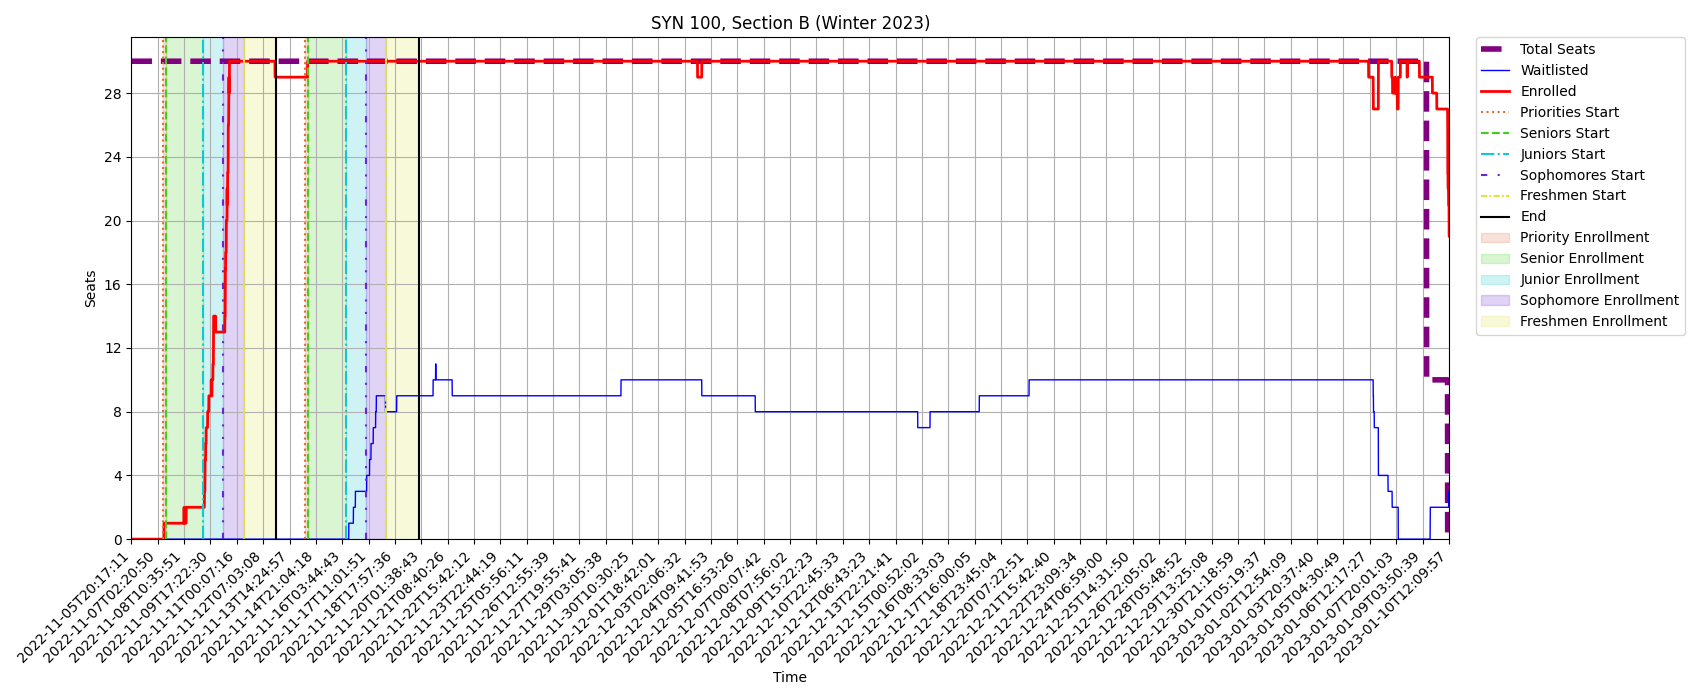 SYN 100, Section B (Winter 2023)
Seats
28
24
20
16
12
8
4
0
2022-11-05T20:17:11
2022-11-07T02:20:50
2022-11-08T10:35:51
2022-11-09T17:22:30
2022-11-11T00:07:16
2022-11-12T07:03:08
2022-11-13T14:24:57
2022-11-14T21:04:18
2022-11-16T03:44:43
2022-11-17T11:01:51
2022-11-18T17:57:36
2022-11-20T01:38:43
2022-11-21T08:40:26
2022-11-22T15:42:12
2022-11-23T22:44:19
2022-11-25T05:56:11
2022-11-26T12:55:39
2022-11-27T19:55:41
2022-11-29T03:05:38
2022-11-30T10:30:25
2022-12-01T18:42:01
2022-12-03T02:06:32
2022-12-04T09:41:53
2022-12-05T16:53:26
2022-12-07T00:07:42
2022-12-08T07:56:02
2022-12-09T15:22:23
2022-12-10T22:45:33
2022-12-12T06:43:23
2022-12-13T22:21:41
2022-12-15T00:52:02
2022-12-16T08:33:03
2022-12-17T16:00:05
2022-12-18T23:45:04
2022-12-20T07:22:51
2022-12-21T15:42:40
2022-12-22T23:09:34
2022-12-24T06:59:00
2022-12-25T14:31:50
2022-12-26T22:05:02
2022-12-28T05:48:52
2022-12-29T13:25:08
2022-12-30T21:18:59
2023-01-01T05:19:37
2023-01-02T12:54:09
2023-01-03T20:37:40
2023-01-05T04:30:49
2023-01-06T12:17:27
2023-01-07T20:01:03
2023-01-09T03:50:39
2023-01-10T12:09:57
Time
Total Seats
Waitlisted
Enrolled
Priorities Start
Seniors Start
Juniors Start
Sophomores Start
Freshmen Start
End
Priority Enrollment
Senior Enrollment
Junior Enrollment
Sophomore Enrollment
Freshmen Enrollment